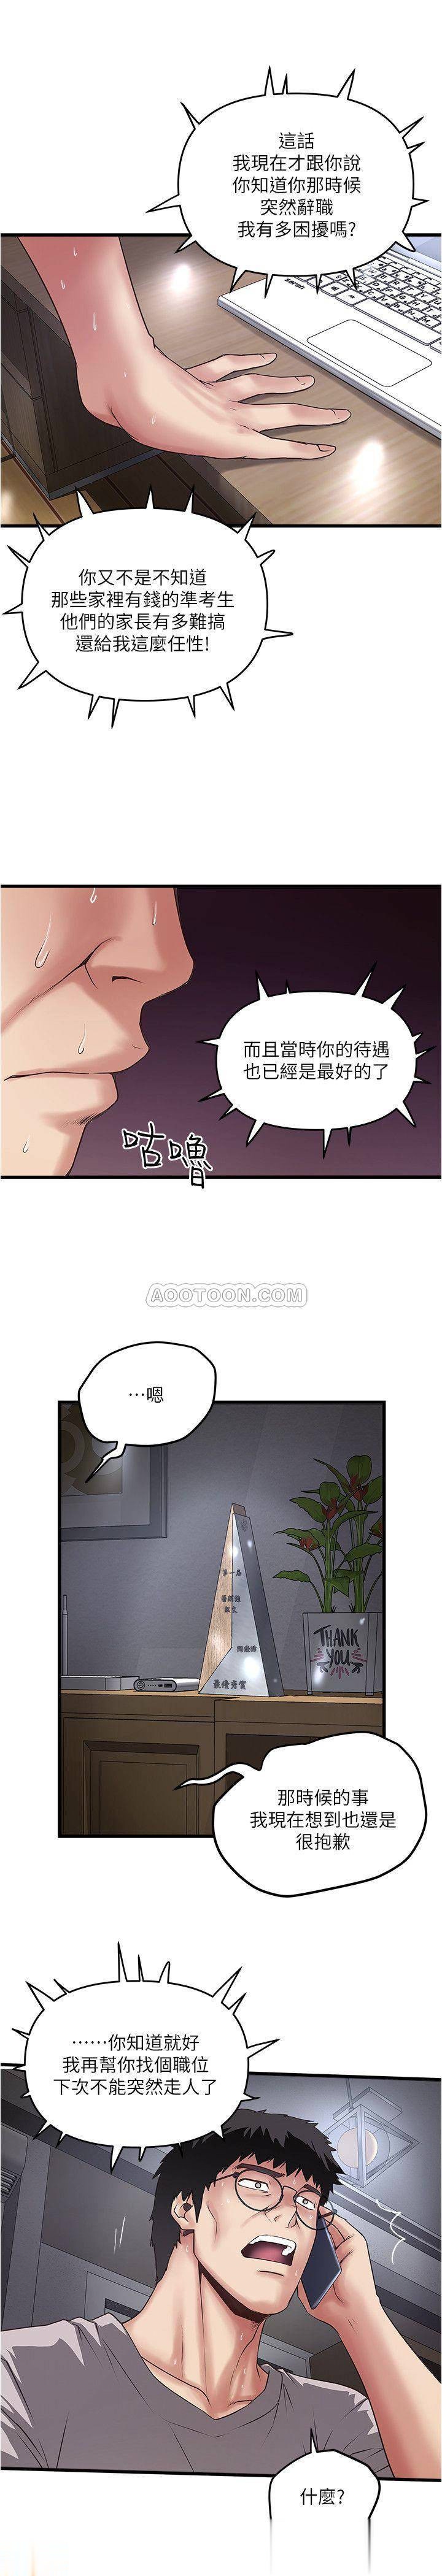 這話
我現在才跟你說
你知道你那時候
突然辭職
我有多困擾嗎?
你又不是不知道
那些家裡有錢的準考生
他們的家長有多難搞
還給我這麼任性!
而且當時你的待遇
也已經是最好的了
咕嚕
AOOTOON.COM
…嗯
第一屆
散文
最優秀賞
THANK
YOU
那時候的事
我現在想到也還是
很抱歉
……你知道就好
我再幫你找個職位
下次不能突然走人了
什麼?